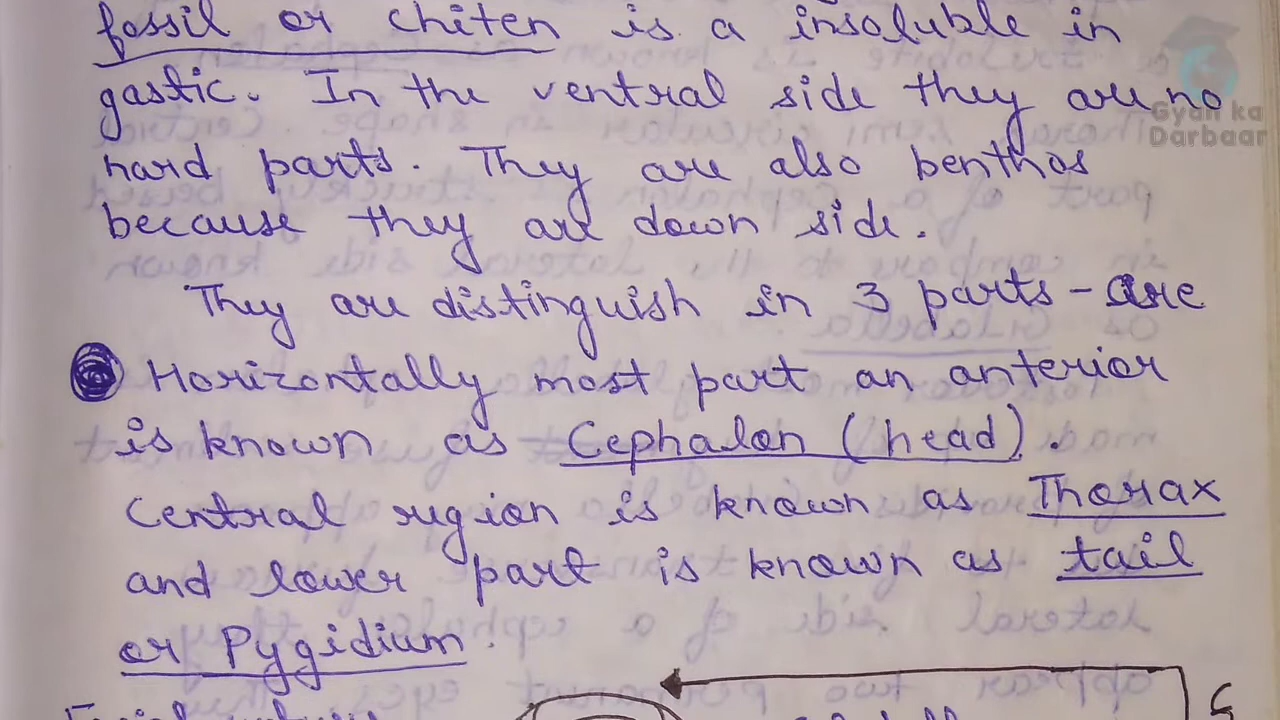 fossil or chiten is a insoluble in
gastic. In the ventral side they are no
hard parts. They are also benthos
because they are down side.
They are distinguish in 3 parts - are
Horizontally most part an anterior
is known as Cephalon (head).
Central region is known as Thorax
and lower part is known as tail
or Pygidium
Gyan ka
Darbaar